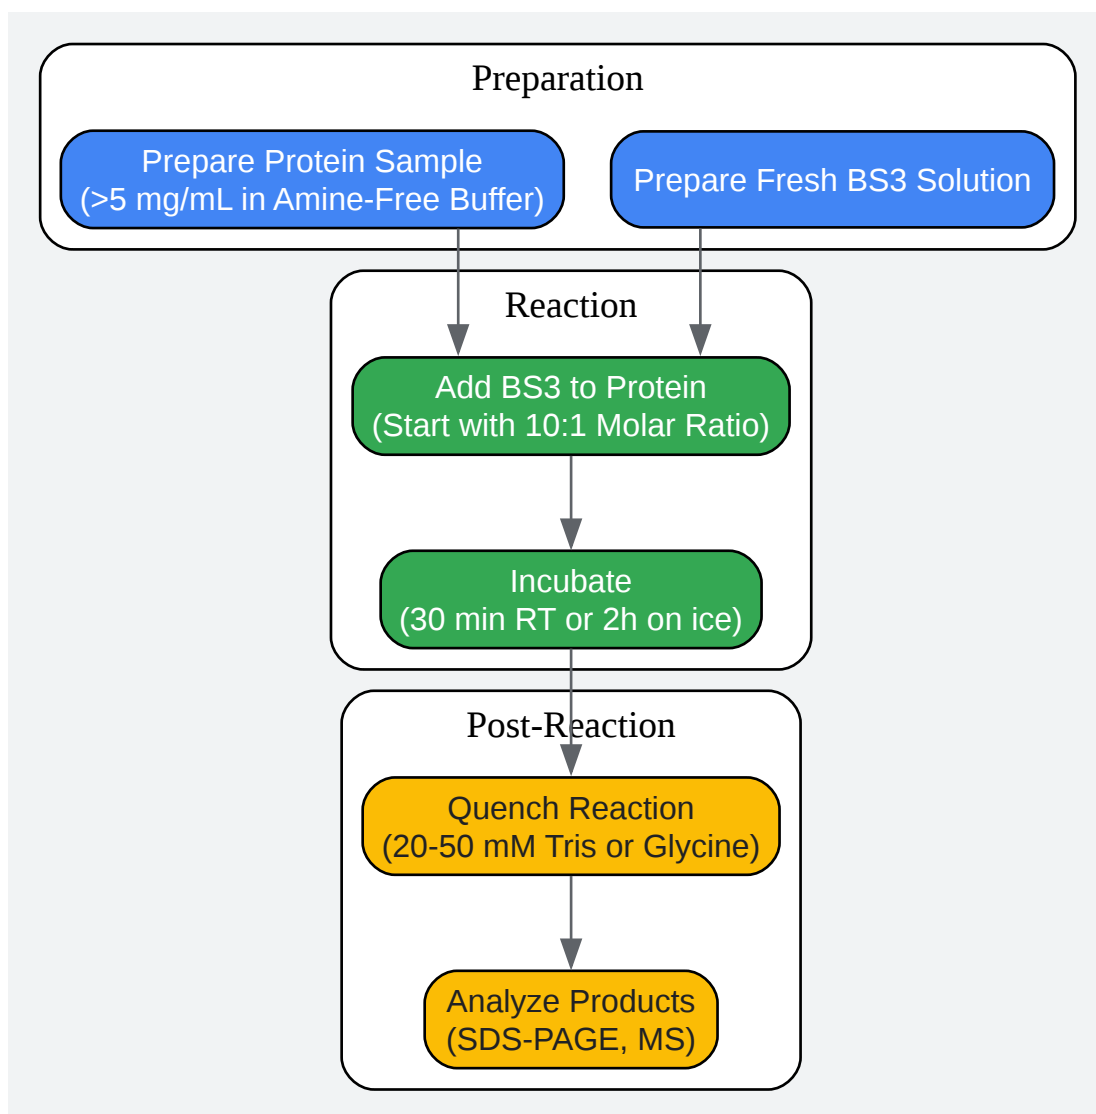 Preparation
Prepare Protein Sample
(>5 mg/mL in Amine-Free Buffer)
Prepare Fresh BS3 Solution
Reaction
Add BS3 to Protein
(Start with 10:1 Molar Ratio)
Incubate
(30 min RT or 2h on ice)
Post-Reaction
Quench Reaction
(20-50 mM Tris or Glycine)
Analyze Products
(SDS-PAGE, MS)